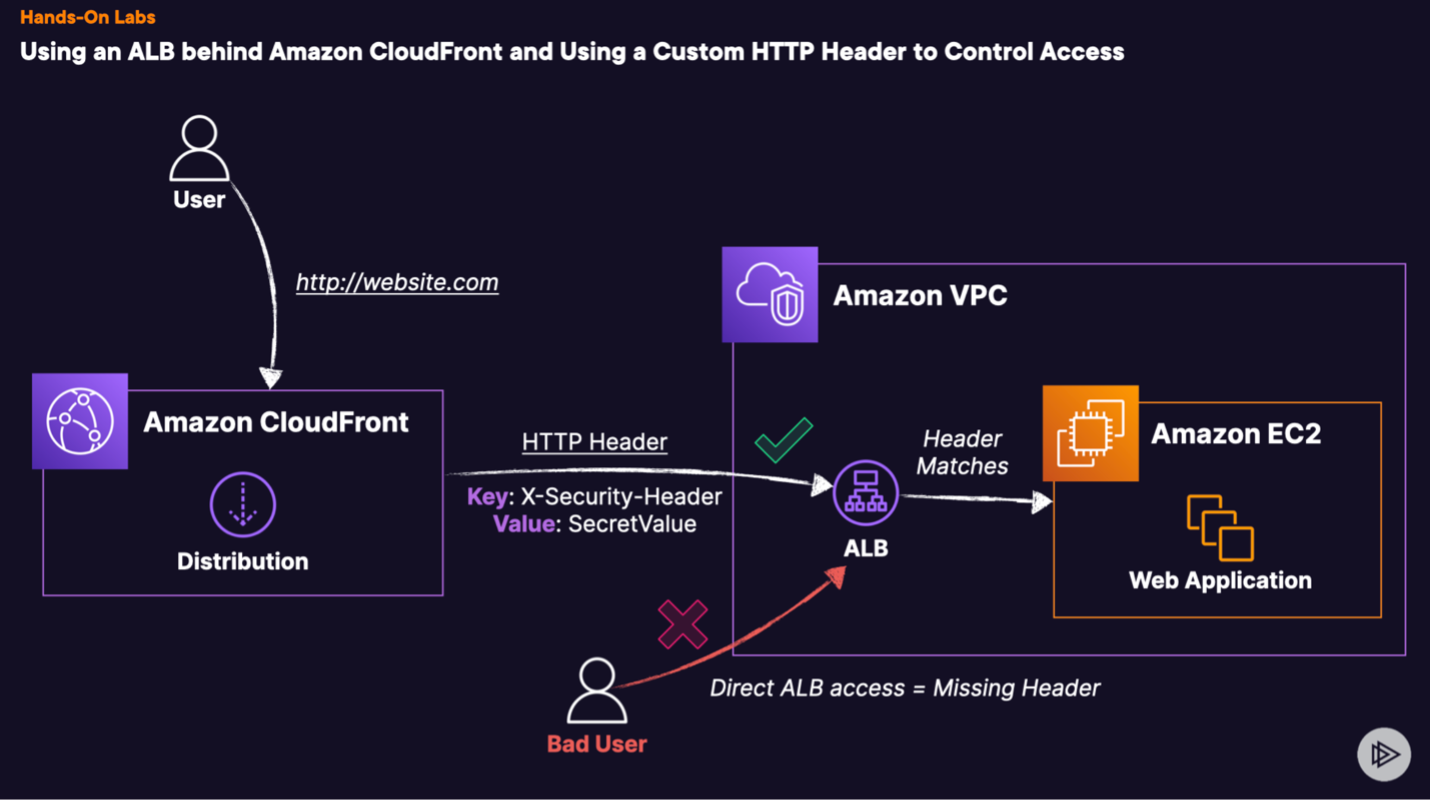 Hands-On Labs
Using an ALB behind Amazon CloudFront and Using a Custom HTTP Header to Control Access
User
http://website.com
Amazon VPC
Amazon CloudFront
Distribution
HTTP Header
Key: X-Security-Header
Value: SecretValue
ALB
Header
Matches
Amazon EC2
Web Application
Direct ALB access = Missing Header
Bad User